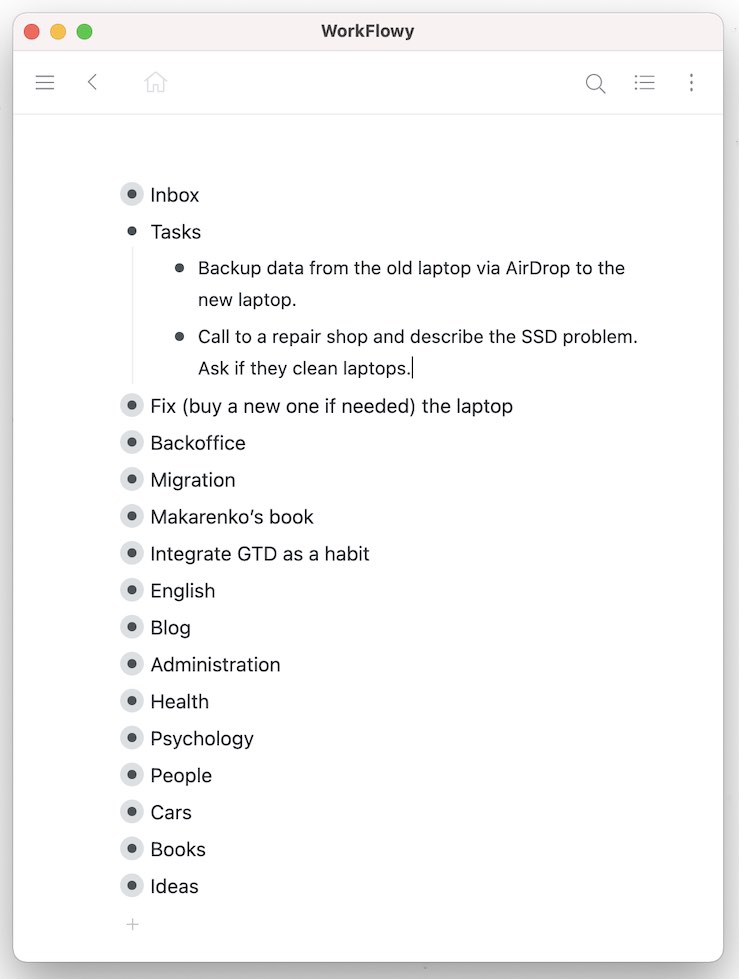 WorkFlowy
Inbox
Tasks
Backup data from the old laptop via AirDrop to the
new laptop.
Call to a repair shop and describe the SSD problem.
Ask if they clean laptops.
Fix (buy a new one if needed) the laptop
Backoffice
Migration
Makarenko’s book
Integrate GTD as a habit
English
Blog
Administration
Health
Psychology
People
Cars
Books
Ideas